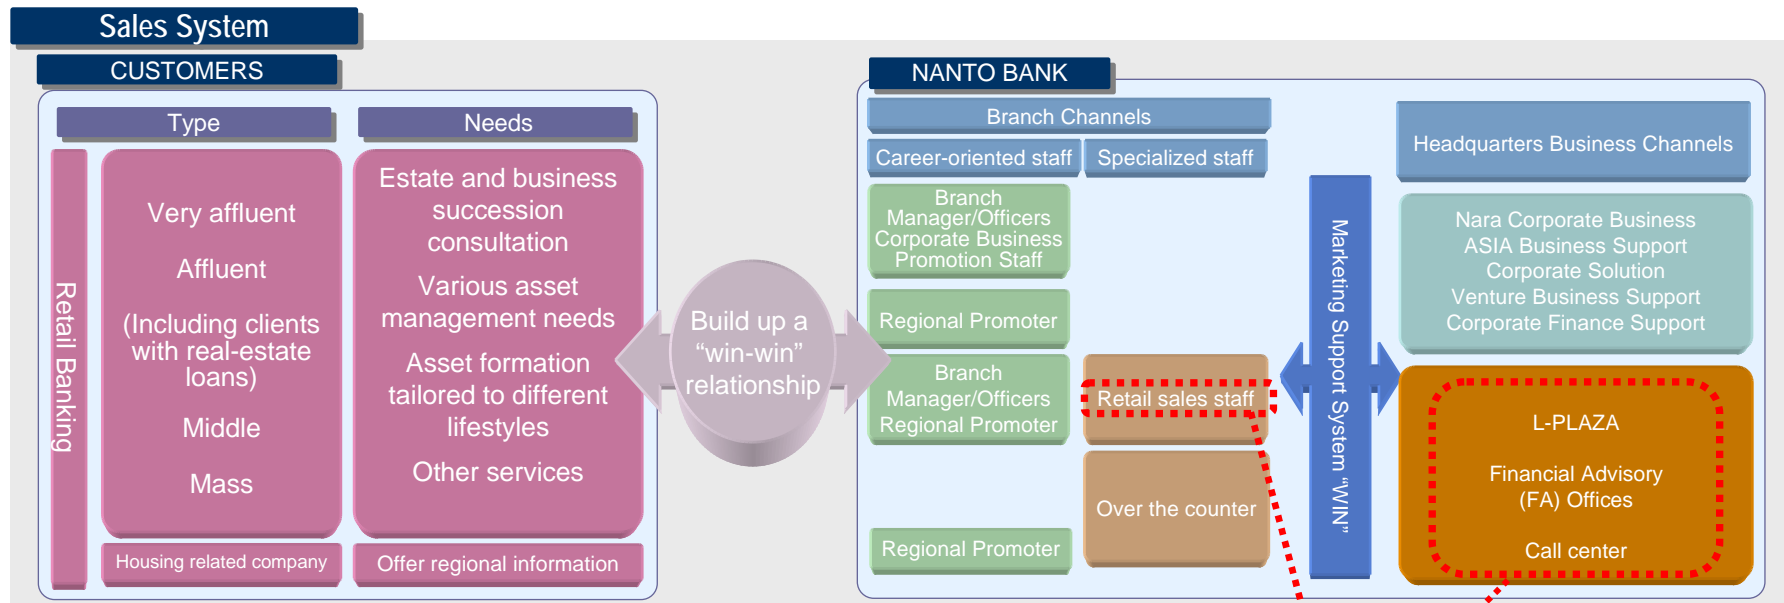 Sales System
CUSTOMERS
Type
Needs
Retail Banking
Very affluent
Affluent
(Including clients
with real-estate
loans)
Middle
Mass
Housing related company
Estate and business
succession
consultation
Various asset
management needs
Asset formation
tailored to different
lifestyles
Other services
Offer regional information
Build up a
“win-win”
relationship
NANTO BANK
Branch Channels
Career-oriented staff
Specialized staff
Branch
Manager/Officers
Corporate Business
Promotion Staff
Regional Promoter
Branch
Manager/Officers
Regional Promoter
Regional Promoter
Retail sales staff
Over the counter
Marketing Support System “WIN”
Headquarters Business Channels
Nara Corporate Business
ASIA Business Support
Corporate Solution
Venture Business Support
Corporate Finance Support
L-PLAZA
Financial Advisory
(FA) Offices
Call center